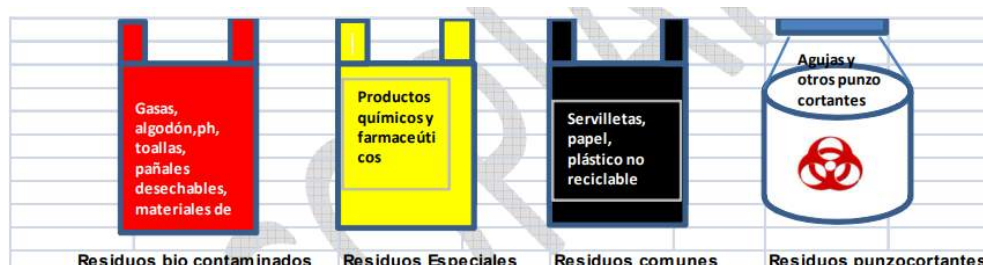 Gasas,
algodón,ph,
toallas,
pañales
desechables,
materiales de
Productos
químicos y
farmaceúti
cos
Servilletas,
papel,
plástico no
reciclable
Agujas y
otros punzo
cortantes
Residuos bio contaminados
Residuos Especiales
Residuos comunes
Residuos punzocortantes